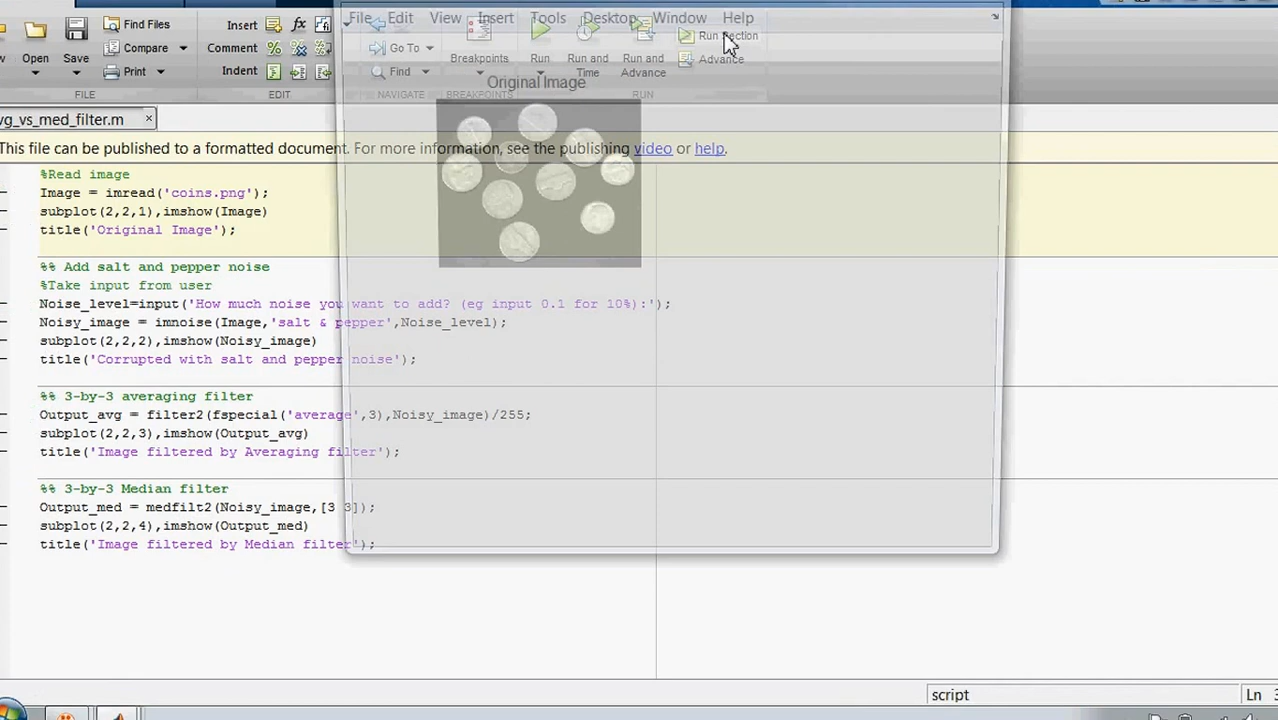 File Edit View Insert Tools Desktop Window Help
Find Files
Insert
Compare
Go To
Comment
Run Section
Open Save Print
Find
Indent
Breakpoints
Run
Run and Time
Run and Advance
Advance
FILE EDIT NAVIGATE BREAKPOINTS RUN
Original Image
vg_vs_med_filter.m ×
This file can be published to a formatted document. For more information, see the publishing video or help.
%Read image
Image = imread('coins.png');
subplot(2,2,1),imshow(Image)
title('Original Image');
%% Add salt and pepper noise
%Take input from user
Noise_level=input('How much noise you want to add? (eg input 0.1 for 10%):');
Noisy_image = imnoise(Image,'salt & pepper',Noise_level);
subplot(2,2,2),imshow(Noisy_image)
title('Corrupted with salt and pepper noise');
%% 3-by-3 averaging filter
Output_avg = filter2(fspecial('average',3),Noisy_image)/255;
subplot(2,2,3),imshow(Output_avg)
title('Image filtered by Averaging filter');
%% 3-by-3 Median filter
Output_med = medfilt2(Noisy_image,[3 3]);
subplot(2,2,4),imshow(Output_med)
title('Image filtered by Median filter');
script Ln